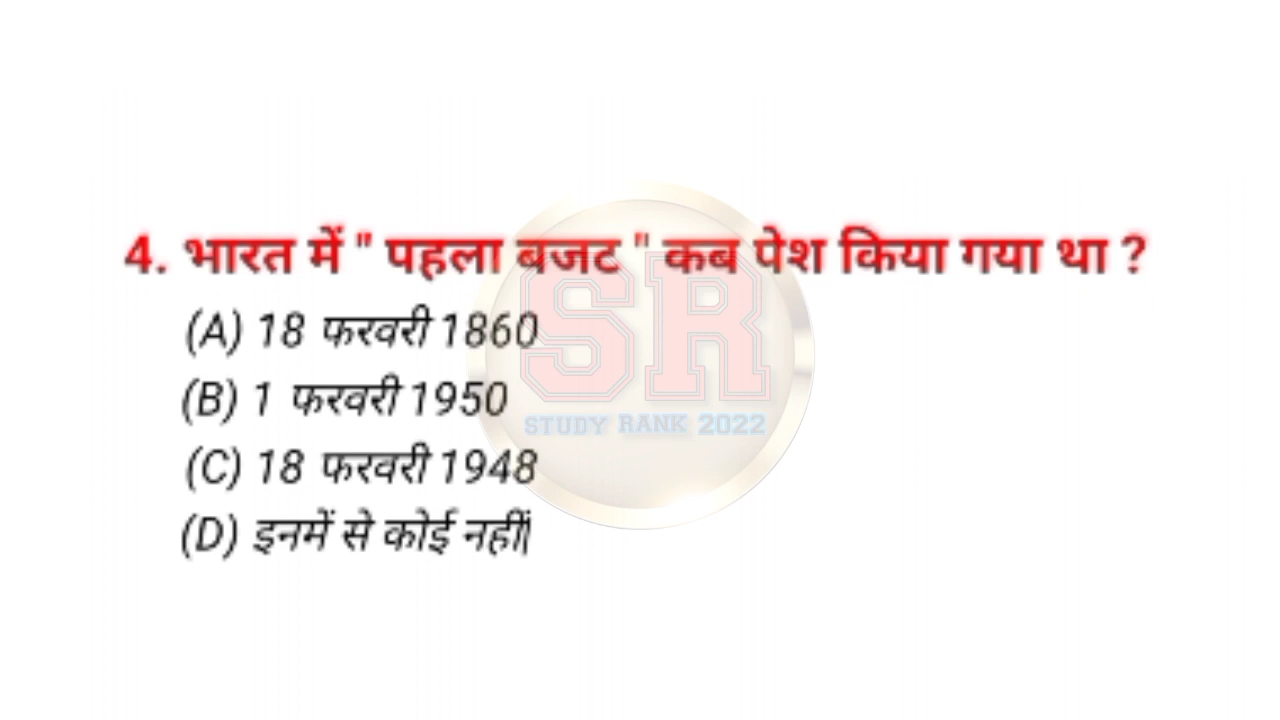 4. भारत में " पहला बजट " कब पेश किया गया था ?
(A) 18 फरवरी 1860
(B) 1 फरवरी 1950
(C) 18 फरवरी 1948
(D) इनमें से कोई नहीं
SR
STUDY RANK 2022